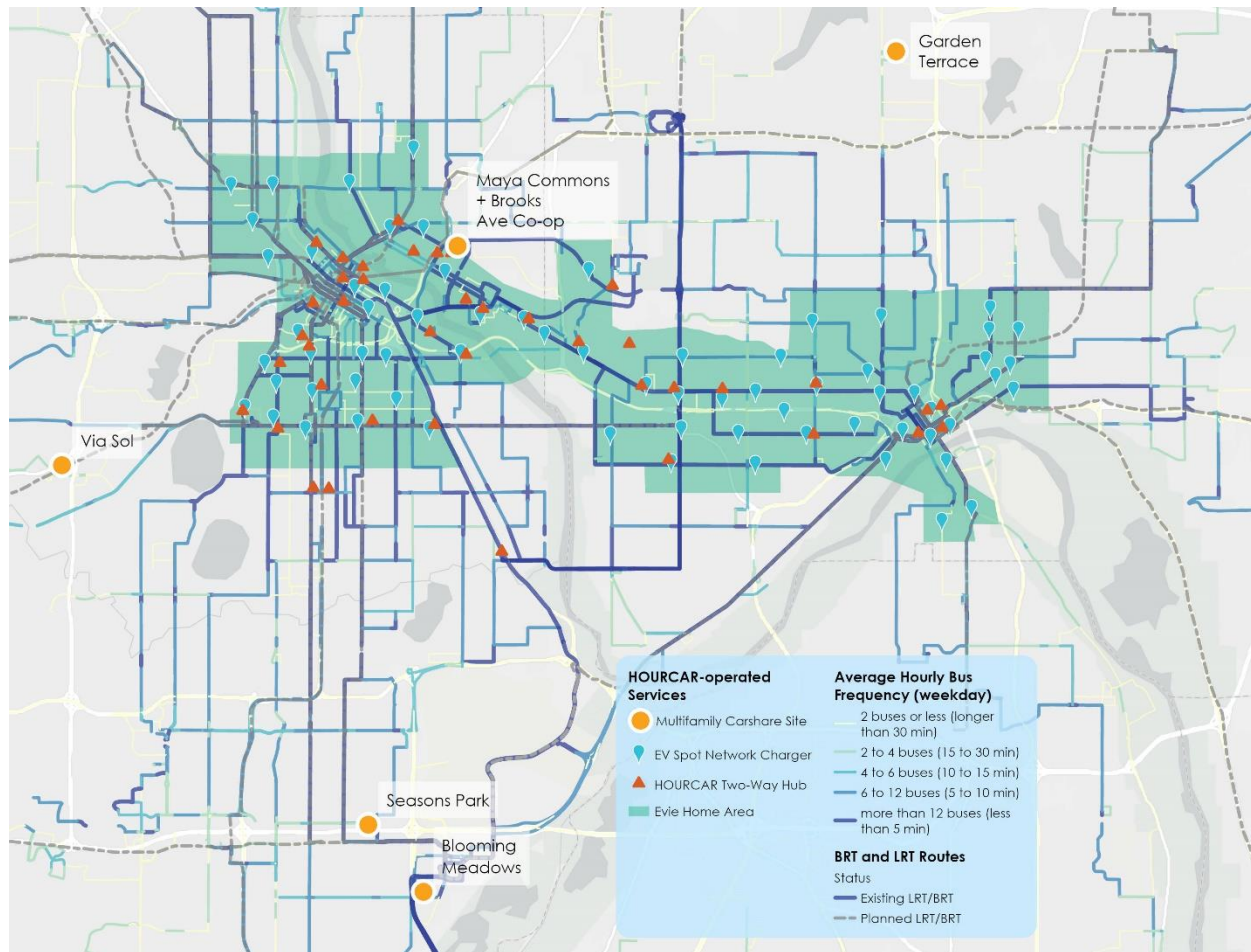 Garden
Terrace
Maya Commons
+ Brooks
Ave Co-op
Via Sol
Seasons Park
Blooming
Meadows
HOURCAR-operated
Services
Multifamily Carshare Site
EV Spot Network Charger
HOURCAR Two-Way Hub
Evie Home Area
Average Hourly Bus
Frequency (weekday)
2 buses or less (longer
than 30 min)
2 to 4 buses (15 to 30 min)
4 to 6 buses (10 to 15 min)
6 to 12 buses (5 to 10 min)
more than 12 buses (less
than 5 min)
BRT and LRT Routes
Status
Existing LRT/BRT
Planned LRT/BRT